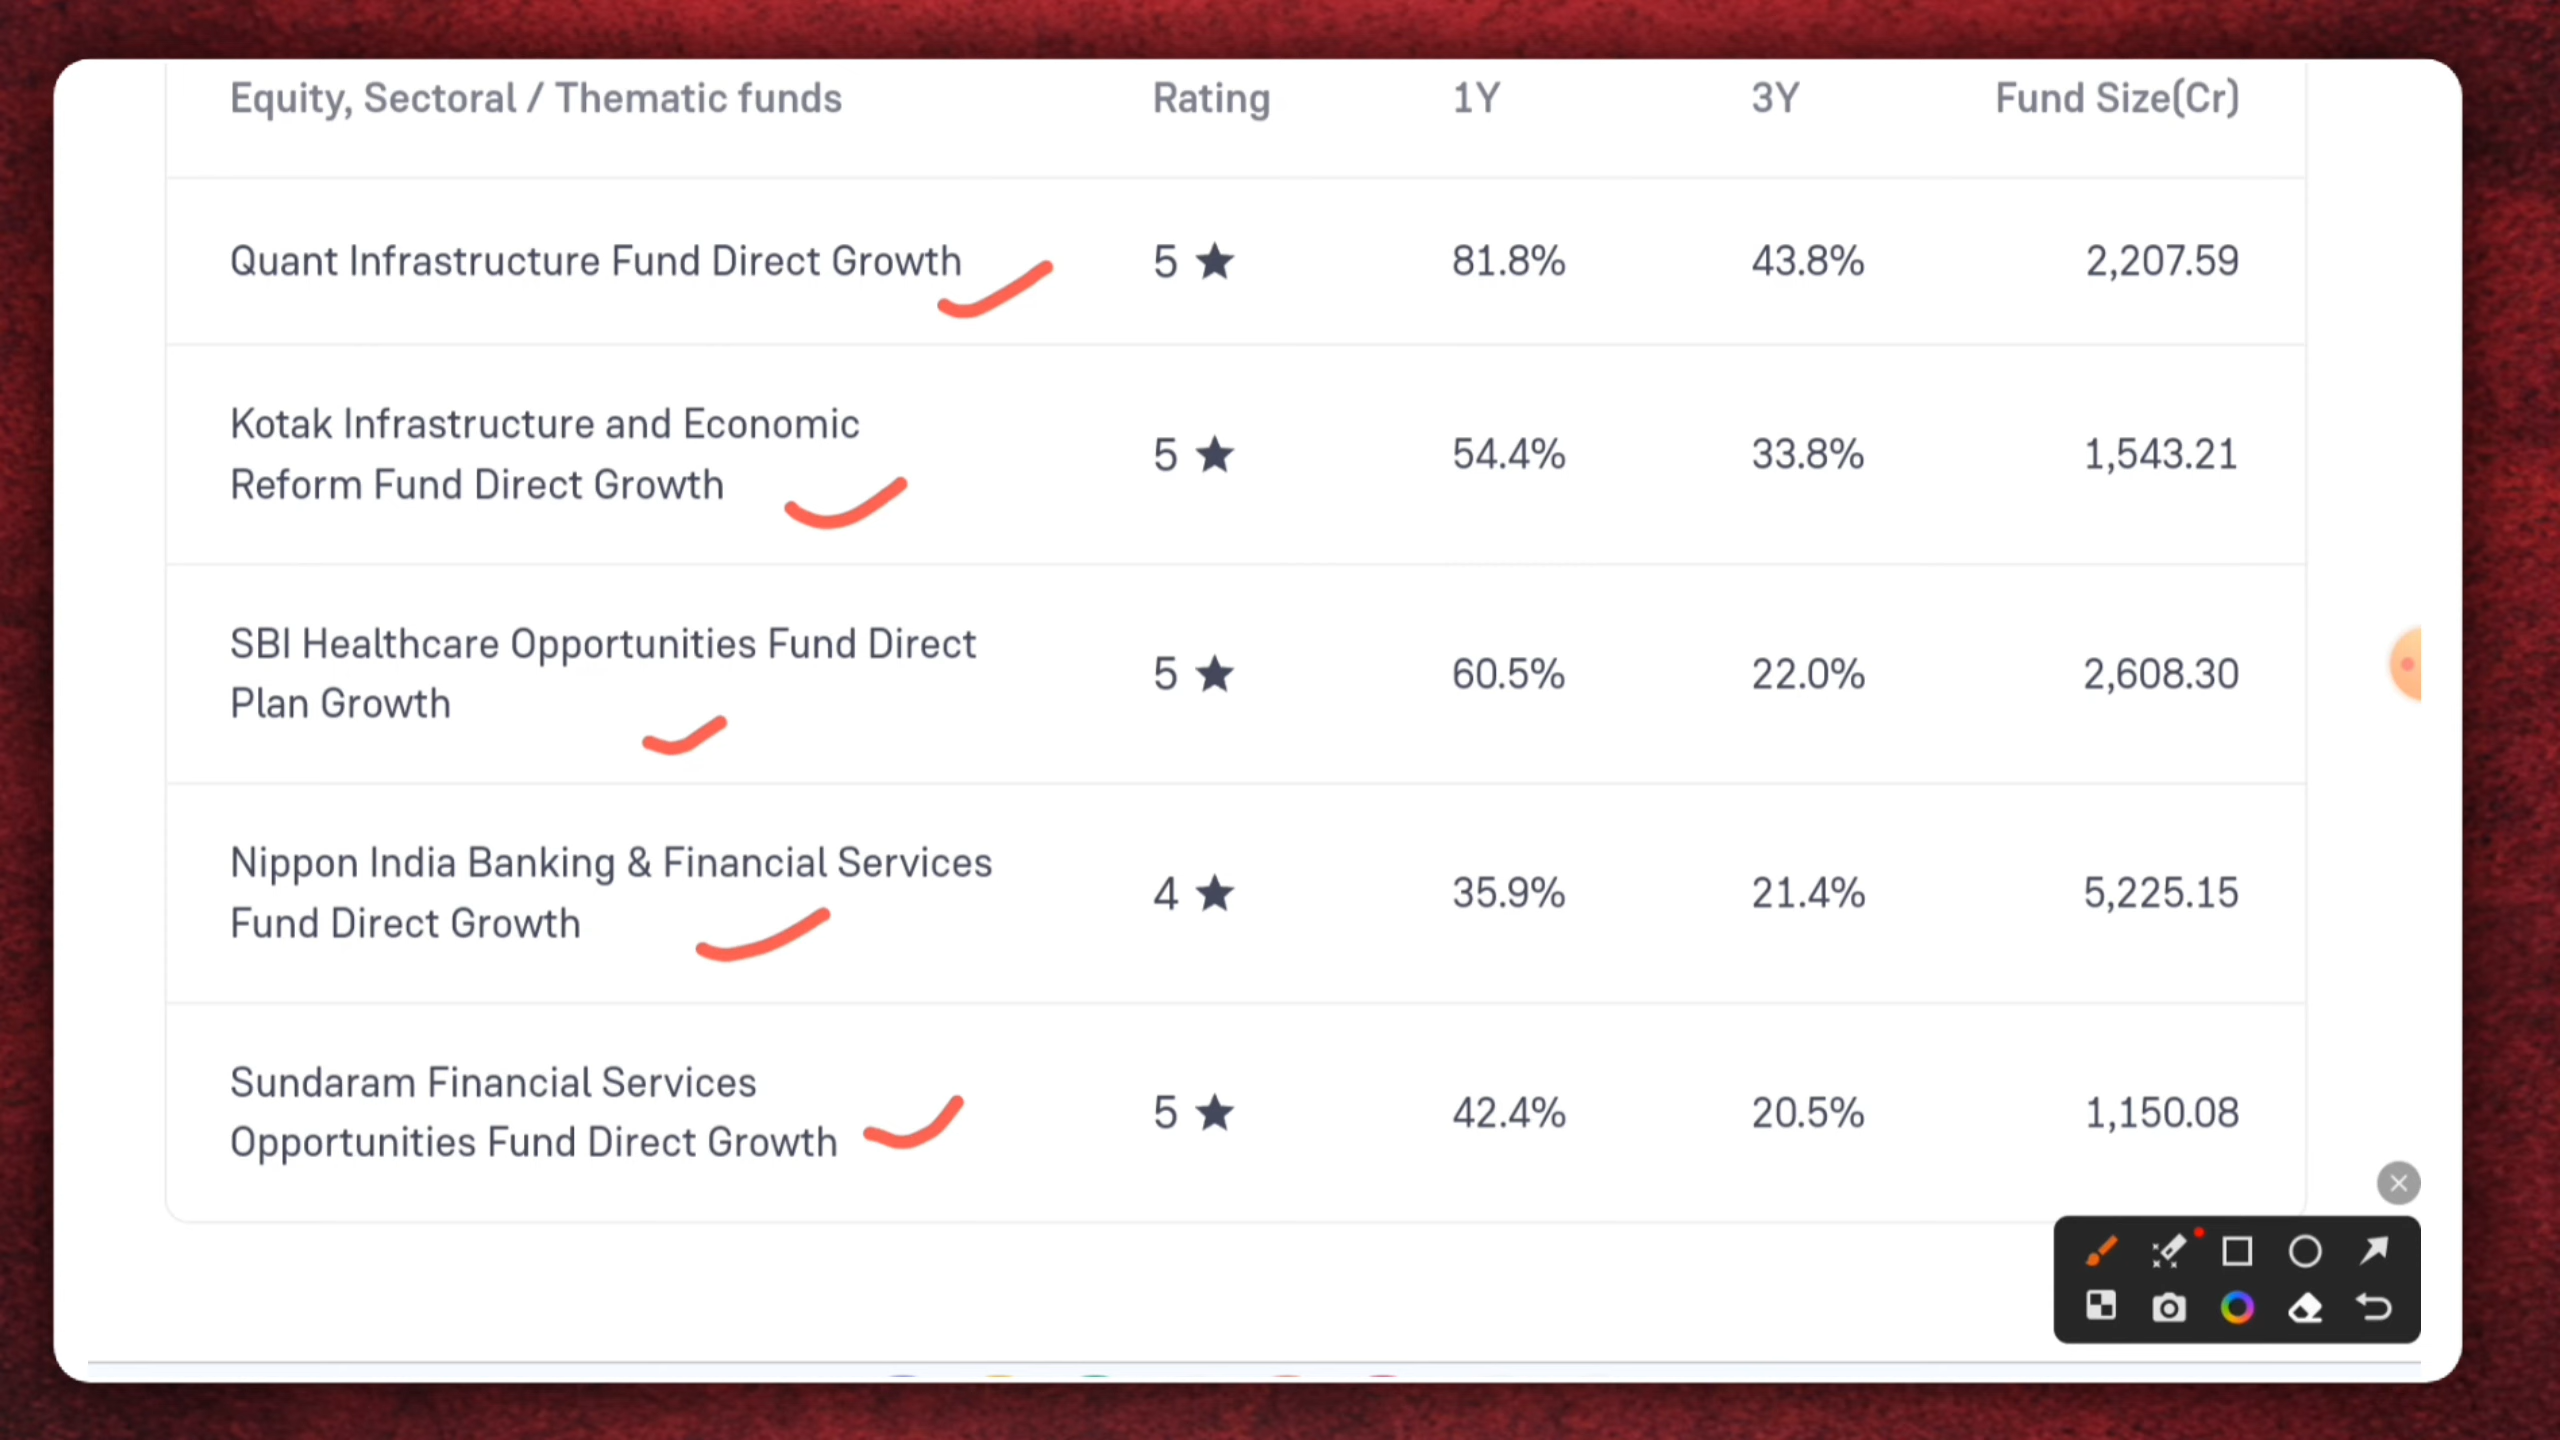 Equity, Sectoral / Thematic funds Rating 1Y 3Y Fund Size(Cr)
Quant Infrastructure Fund Direct Growth 5 ★ 81.8% 43.8% 2,207.59
Kotak Infrastructure and Economic
Reform Fund Direct Growth 5 ★ 54.4% 33.8% 1,543.21
SBI Healthcare Opportunities Fund Direct
Plan Growth 5 ★ 60.5% 22.0% 2,608.30
Nippon India Banking & Financial Services
Fund Direct Growth 4 ★ 35.9% 21.4% 5,225.15
Sundaram Financial Services
Opportunities Fund Direct Growth 5 ★ 42.4% 20.5% 1,150.08